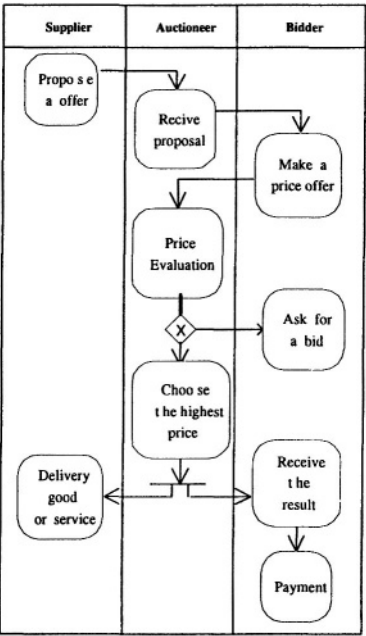 Supplier
Auctioneer
Bidder
Propo s e
a offer
Recive
proposal
Make a
price offer
Price
Evaluation
X
Ask for
a bid
Choo se
t he highest
price
Delivery
good
or service
Receive
t he
result
Payment